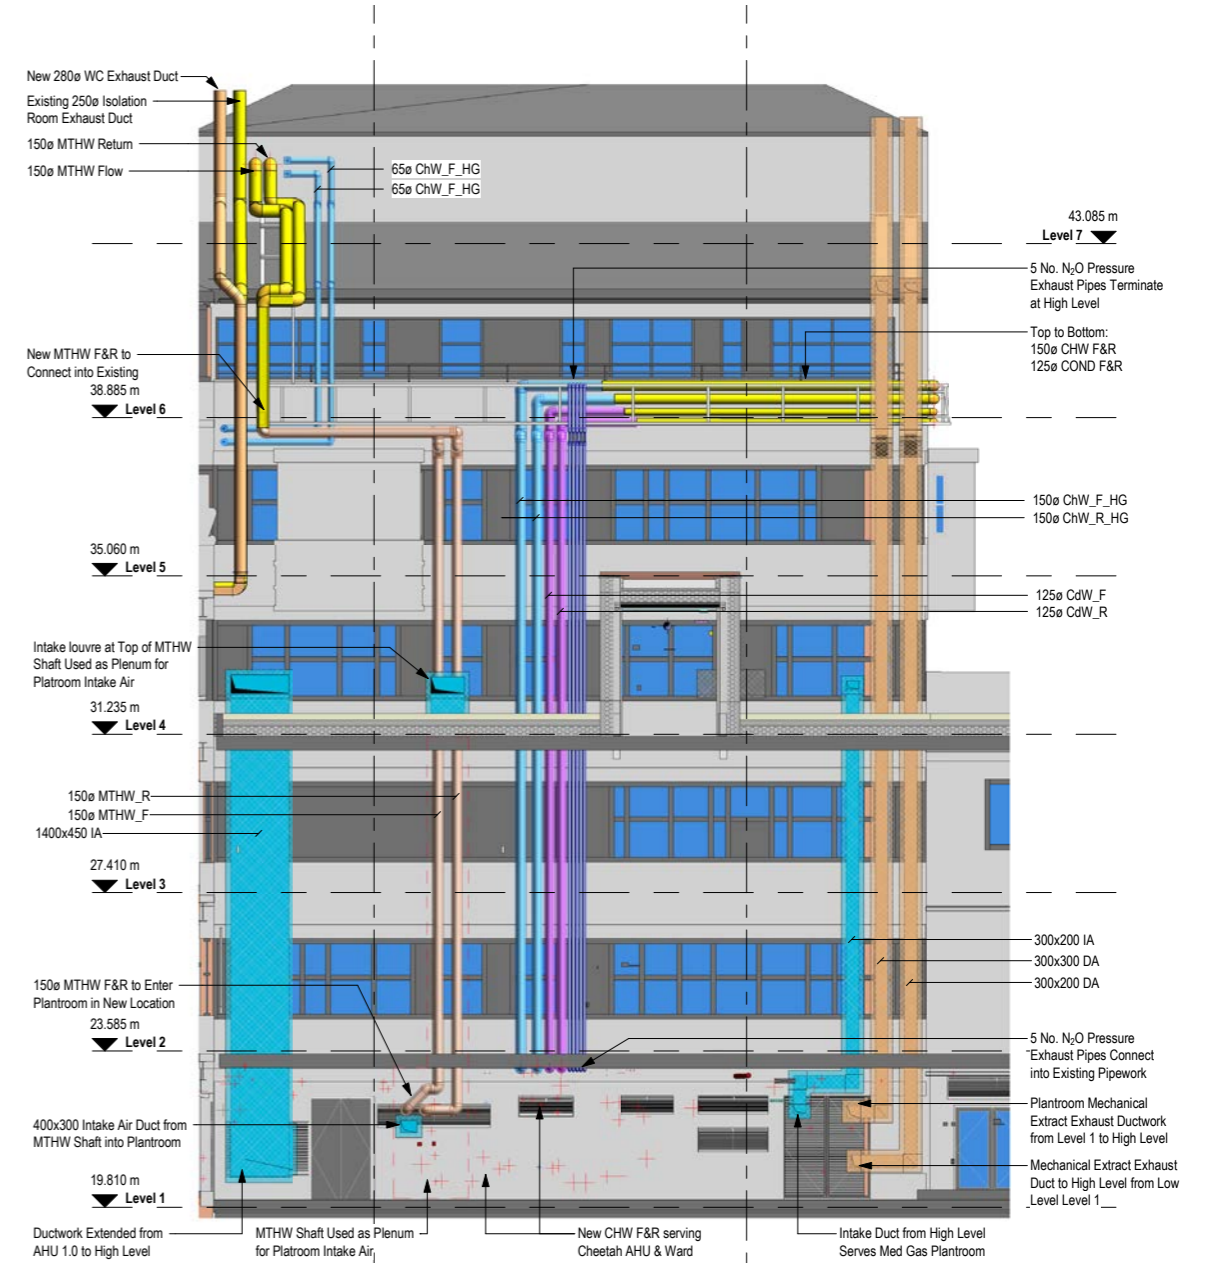 New 280ø WC Exhaust Duct
Existing 250ø Isolation
Room Exhaust Duct
150ø MTHW Return
150ø MTHW Flow
65ø ChW_F_HG
65ø ChW_F_HG
43.085 m
Level 7
5 No. N₂O Pressure
Exhaust Pipes Terminate
at High Level
Top to Bottom:
150ø CHW F&R
125ø COND F&R
New MTHW F&R to
Connect into Existing
38.885 m
Level 6
150ø ChW_F_HG
150ø ChW_R_HG
35.060 m
Level 5
125ø CdW_F
125ø CdW_R
Intake louvre at Top of MTHW
Shaft Used as Plenum for
Platroom Intake Air
31.235 m
Level 4
150ø MTHW_R
150ø MTHW_F
1400x450 IA
27.410 m
Level 3
300x200 IA
300x300 DA
300x200 DA
150ø MTHW F&R to Enter
Plantroom in New Location
23.585 m
Level 2
5 No. N₂O Pressure
Exhaust Pipes Connect
into Existing Pipework
400x300 Intake Air Duct from
MTHW Shaft into Plantroom
Plantroom Mechanical
Extract Exhaust Ductwork
from Level 1 to High Level
Mechanical Extract Exhaust
Duct to High Level from Low
Level Level 1
19.810 m
Level 1
Ductwork Extended from
AHU 1.0 to High Level
MTHW Shaft Used as Plenum
for Platroom Intake Air
New CHW F&R serving
Cheetah AHU & Ward
Intake Duct from High Level
Serves Med Gas Plantroom